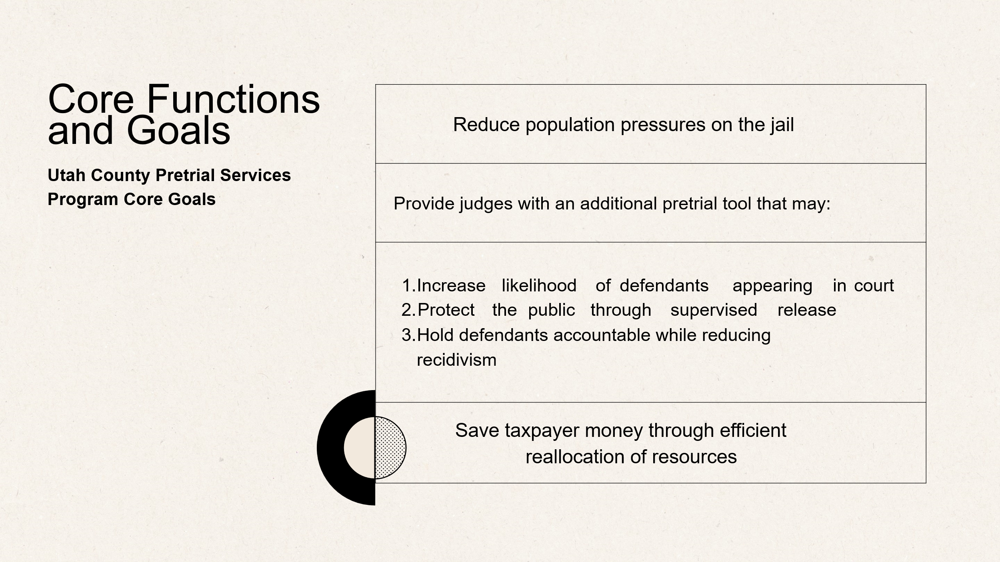 Core Functions
and Goals
Utah County Pretrial Services
Program Core Goals
Reduce population pressures on the jail
Provide judges with an additional pretrial tool that may:
1.Increase likelihood of defendants appearing in court
2.Protect the public through supervised release
3.Hold defendants accountable while reducing
recidivism
Save taxpayer money through efficient
reallocation of resources